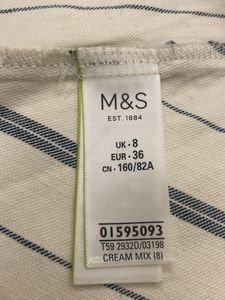 M&S
EST. 1884
UK • 8
EUR • 36
CN • 160/82A
01595093
T59 2932D/03198
CREAM MIX (8)